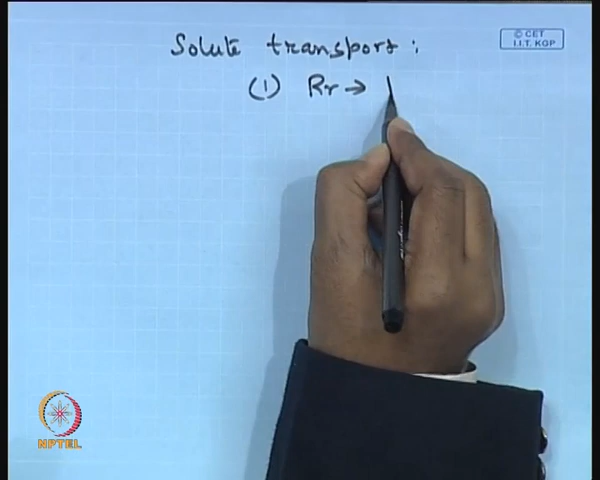 Solute transport :
© CET
I.I.T. KGP
(1) Rr →
NPTEL